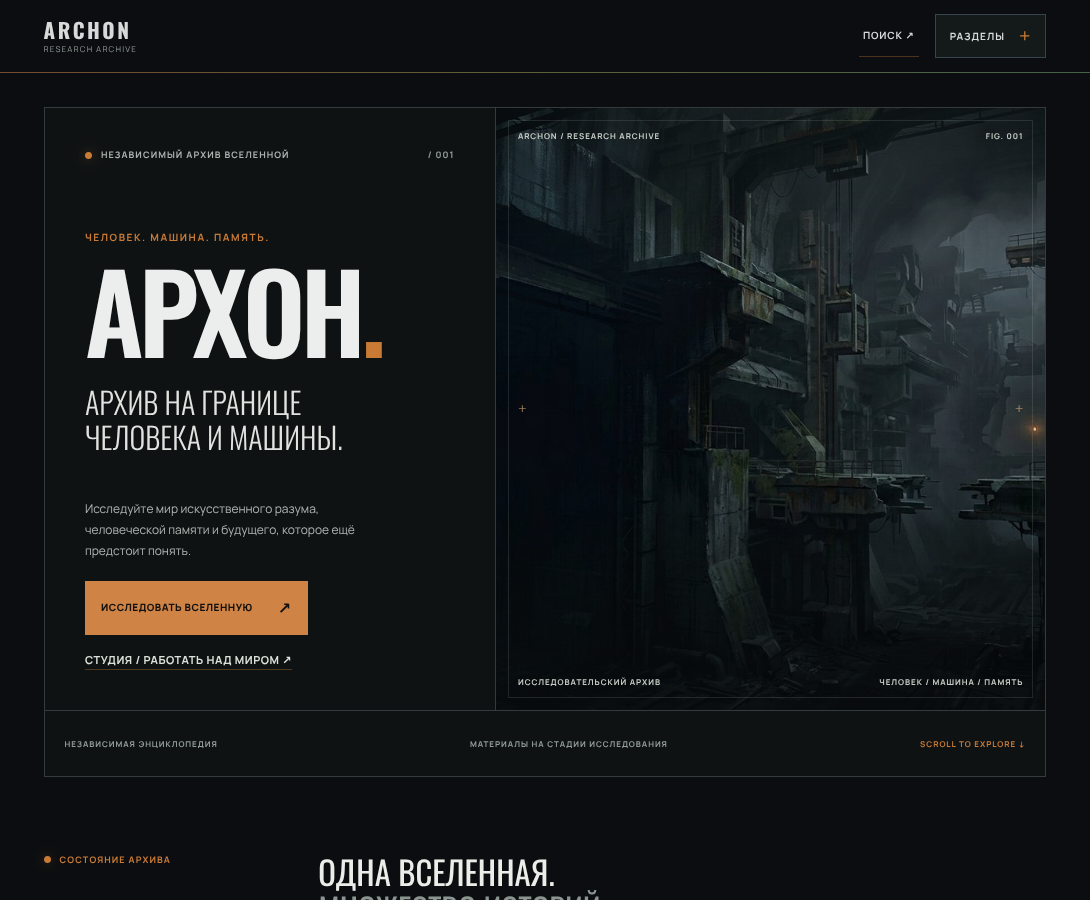 ARCHON
RESEARCH ARCHIVE
ПОИСК ↗
РАЗДЕЛЫ +
НЕЗАВИСИМЫЙ АРХИВ ВСЕЛЕННОЙ
/ 001
ЧЕЛОВЕК. МАШИНА. ПАМЯТЬ.
АРХОН.
АРХИВ НА ГРАНИЦЕ
ЧЕЛОВЕКА И МАШИНЫ.
Исследуйте мир искусственного разума,
человеческой памяти и будущего, которое ещё
предстоит понять.
ИССЛЕДОВАТЬ ВСЕЛЕННУЮ ↗
СТУДИЯ / РАБОТАТЬ НАД МИРОМ ↗
ARCHON / RESEARCH ARCHIVE
FIG. 001
ИССЛЕДОВАТЕЛЬСКИЙ АРХИВ
ЧЕЛОВЕК / МАШИНА / ПАМЯТЬ
НЕЗАВИСИМАЯ ЭНЦИКЛОПЕДИЯ
МАТЕРИАЛЫ НА СТАДИИ ИССЛЕДОВАНИЯ
SCROLL TO EXPLORE ↓
СОСТОЯНИЕ АРХИВА
ОДНА ВСЕЛЕННАЯ.
МНОЖЕСТВО ИСТОРИЙ